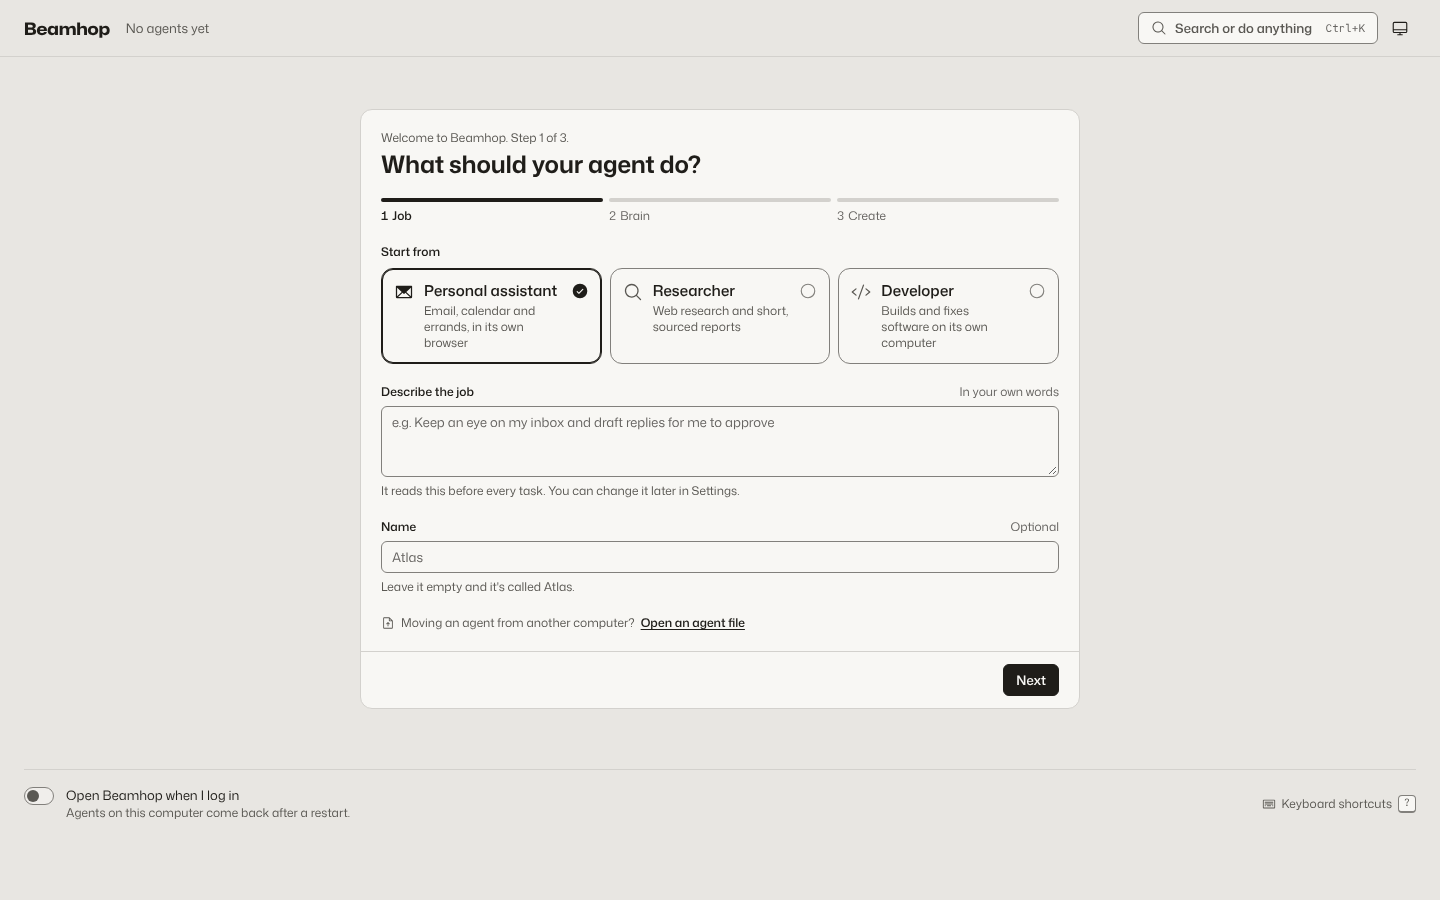 Beamhop
No agents yet
Search or do anything Ctrl+K
Welcome to Beamhop. Step 1 of 3.
What should your agent do?
1 Job
2 Brain
3 Create
Start from
Personal assistant
Email, calendar and
errands, in its own
browser
Researcher
Web research and short,
sourced reports
Developer
Builds and fixes
software on its own
computer
Describe the job
In your own words
e.g. Keep an eye on my inbox and draft replies for me to approve
It reads this before every task. You can change it later in Settings.
Name
Optional
Atlas
Leave it empty and it's called Atlas.
Moving an agent from another computer? Open an agent file
Next
Open Beamhop when I log in
Agents on this computer come back after a restart.
Keyboard shortcuts ?